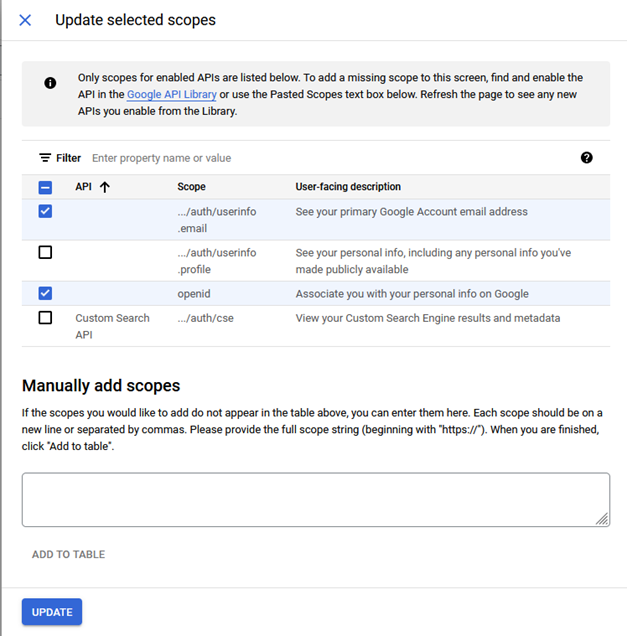 Update selected scopes
Only scopes for enabled APIs are listed below. To add a missing scope to this screen, find and enable the
API in the Google API Library or use the Pasted Scopes text box below. Refresh the page to see any new
APIs you enable from the Library.
Filter Enter property name or value
API Scope User-facing description
.../auth/userinfo See your primary Google Account email address
.email
.../auth/userinfo See your personal info, including any personal info you've
.profile made publicly available
openid Associate you with your personal info on Google
Custom Search .../auth/cse View your Custom Search Engine results and metadata
API
Manually add scopes
If the scopes you would like to add do not appear in the table above, you can enter them here. Each scope should be on a
new line or separated by commas. Please provide the full scope string (beginning with "https://"). When you are finished,
click "Add to table".
ADD TO TABLE
UPDATE